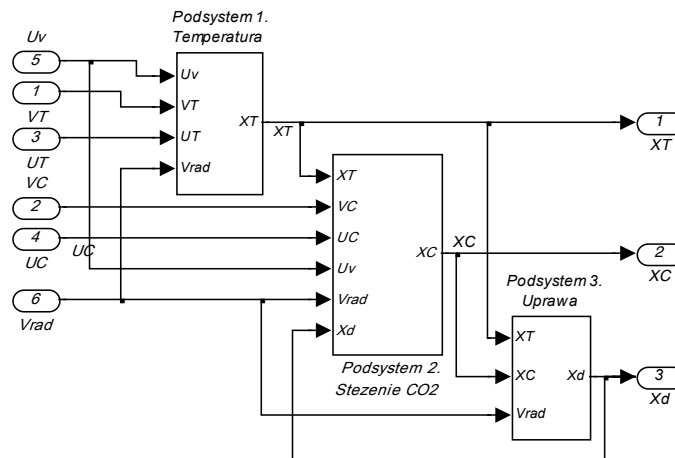 Podsystem 1.
Temperatura
Uv
5
1
VT
3
UT
VC
2
4
UC
UC
6
Vrad
Uv
VT
UT
Vrad
XT
XT
XT
VC
UC
Uv
Vrad
Xd
XC
XC
Podsystem 2.
Stezenie CO2
Podsystem 3.
Uprawa
XT
XC
Vrad
Xd
1
XT
2
XC
3
Xd